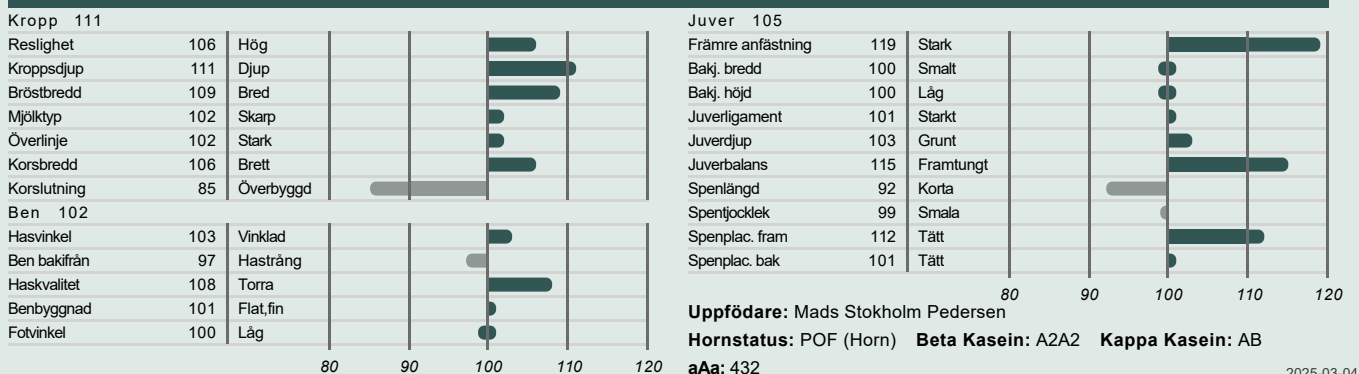 Kropp 111
Reslighet 106 Hög
Kroppsdjup 111 Djup
Bröstbredd 109 Bred
Mjölktyp 102 Skarp
Överlinje 102 Stark
Korsbredd 106 Brett
Korslutning 85 Överbyggd
Ben 102
Hasvinkel 103 Vinklad
Ben bakifrån 97 Hastrång
Haskvalitet 108 Torra
Benbyggnad 101 Flat,fin
Fotvinkel 100 Låg
80 90 100 110 120
Juver 105
Främre anfästning 119 Stark
Bakj. bredd 100 Smalt
Bakj. höjd 100 Låg
Juverligament 101 Starkt
Juverdjup 103 Grunt
Juverbalans 115 Framtungt
Spenlängd 92 Korta
Spentjocklek 99 Smala
Spenplac. fram 112 Tätt
Spenplac. bak 101 Tätt
80 90 100 110 120
Uppfödare: Mads Stokholm Pedersen
Hornstatus: POF (Horn) Beta Kasein: A2A2 Kappa Kasein: AB
aAa: 432
2025-03-04